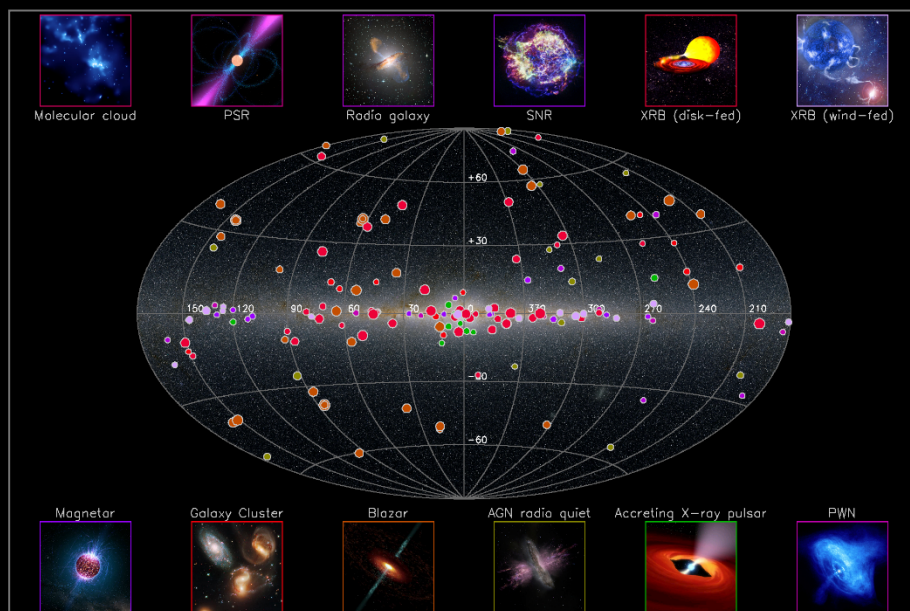 Molecular cloud
PSR
Radio galaxy
SNR
XRB (disk-fed)
XRB (wind-fed)
+60
+30
150
120
90
60
30
0
330
300
270
240
210
-30
-60
Magnetar
Galaxy Cluster
Blazar
AGN radio quiet
Accreting X-ray pulsar
PWN